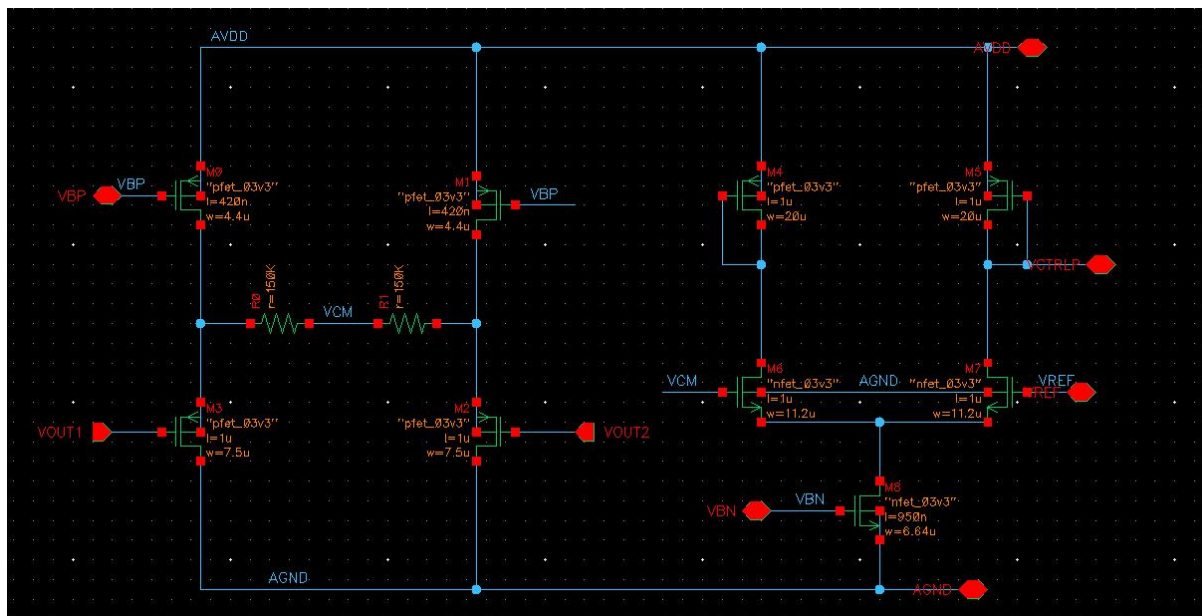 AVDD
AVDD
M0
"pfet_03v3"
l=420n
w=4.4u
VBP
VBP
M1
"pfet_03v3"
l=420n
w=4.4u
VBP
M4
"pfet_03v3"
l=1u
w=20u
M5
"pfet_03v3"
l=1u
w=20u
VCTRLP
R0
r=150K
VCM
R1
r=150K
M3
"pfet_03v3"
l=1u
w=7.5u
VOUT1
M2
"pfet_03v3"
l=1u
w=7.5u
VOUT2
VCM
M6
"nfet_03v3"
l=1u
w=11.2u
AGND
M7
"nfet_03v3"
l=1u
w=11.2u
VREF
VREF
VBN
VBN
M8
"nfet_03v3"
l=950n
w=6.64u
AGND
AGND